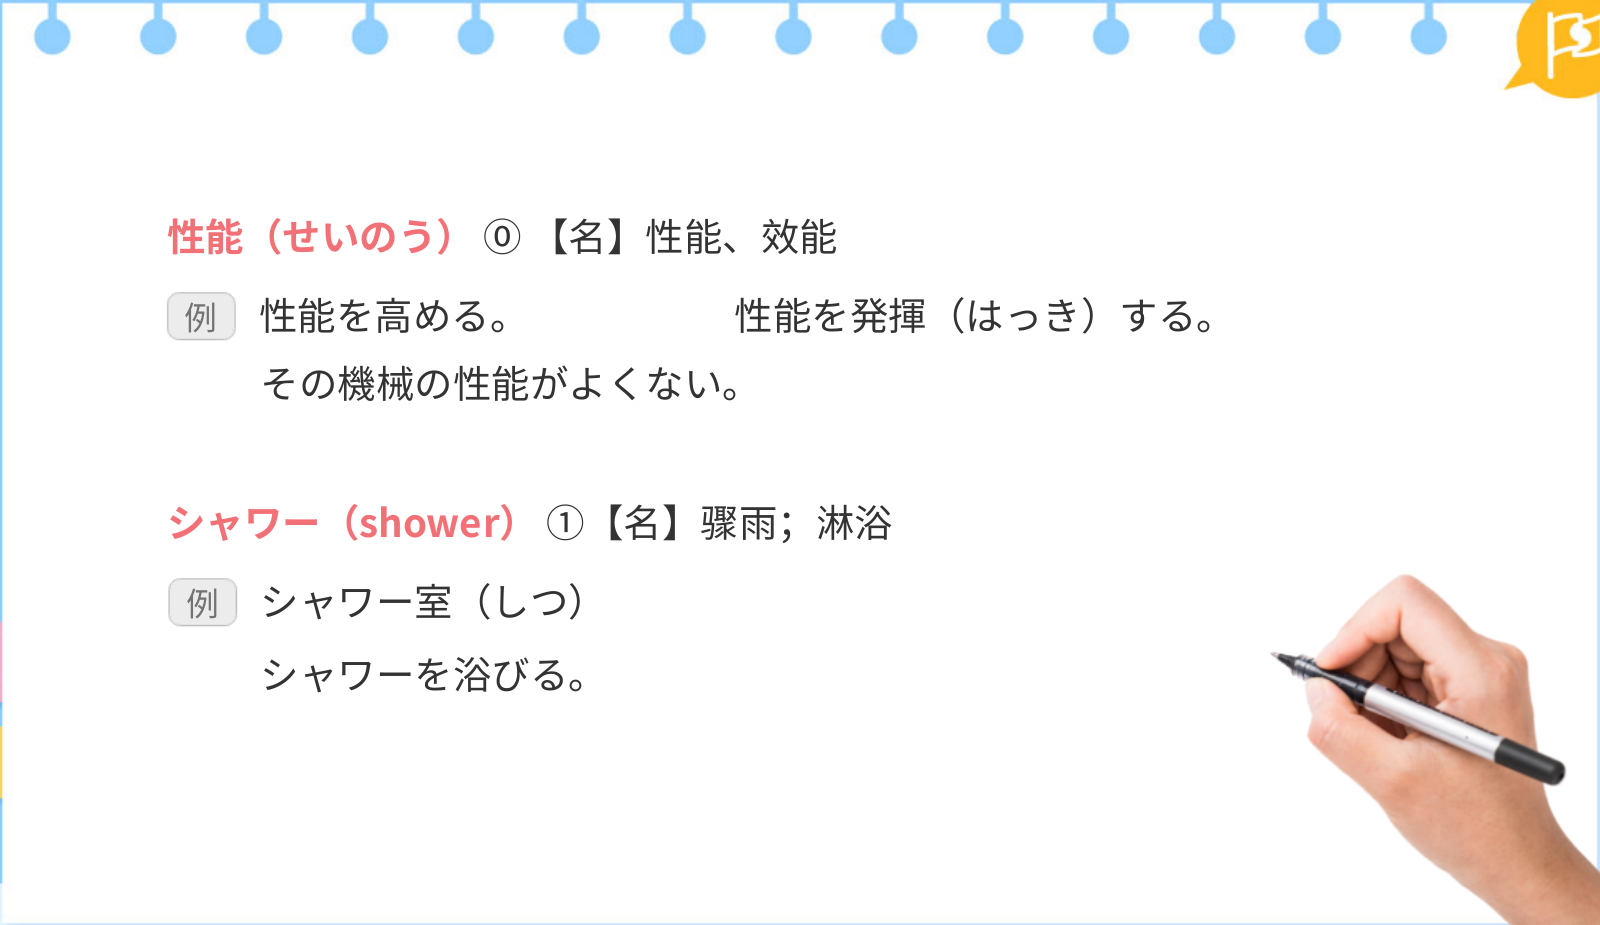 性能（せいのう） ⓪ 【名】性能、效能
例 性能を高める。 性能を発揮（はっき）する。
その機械の性能がよくない。
シャワー（shower） ①【名】骤雨；淋浴
例 シャワー室（しつ）
シャワーを浴びる。